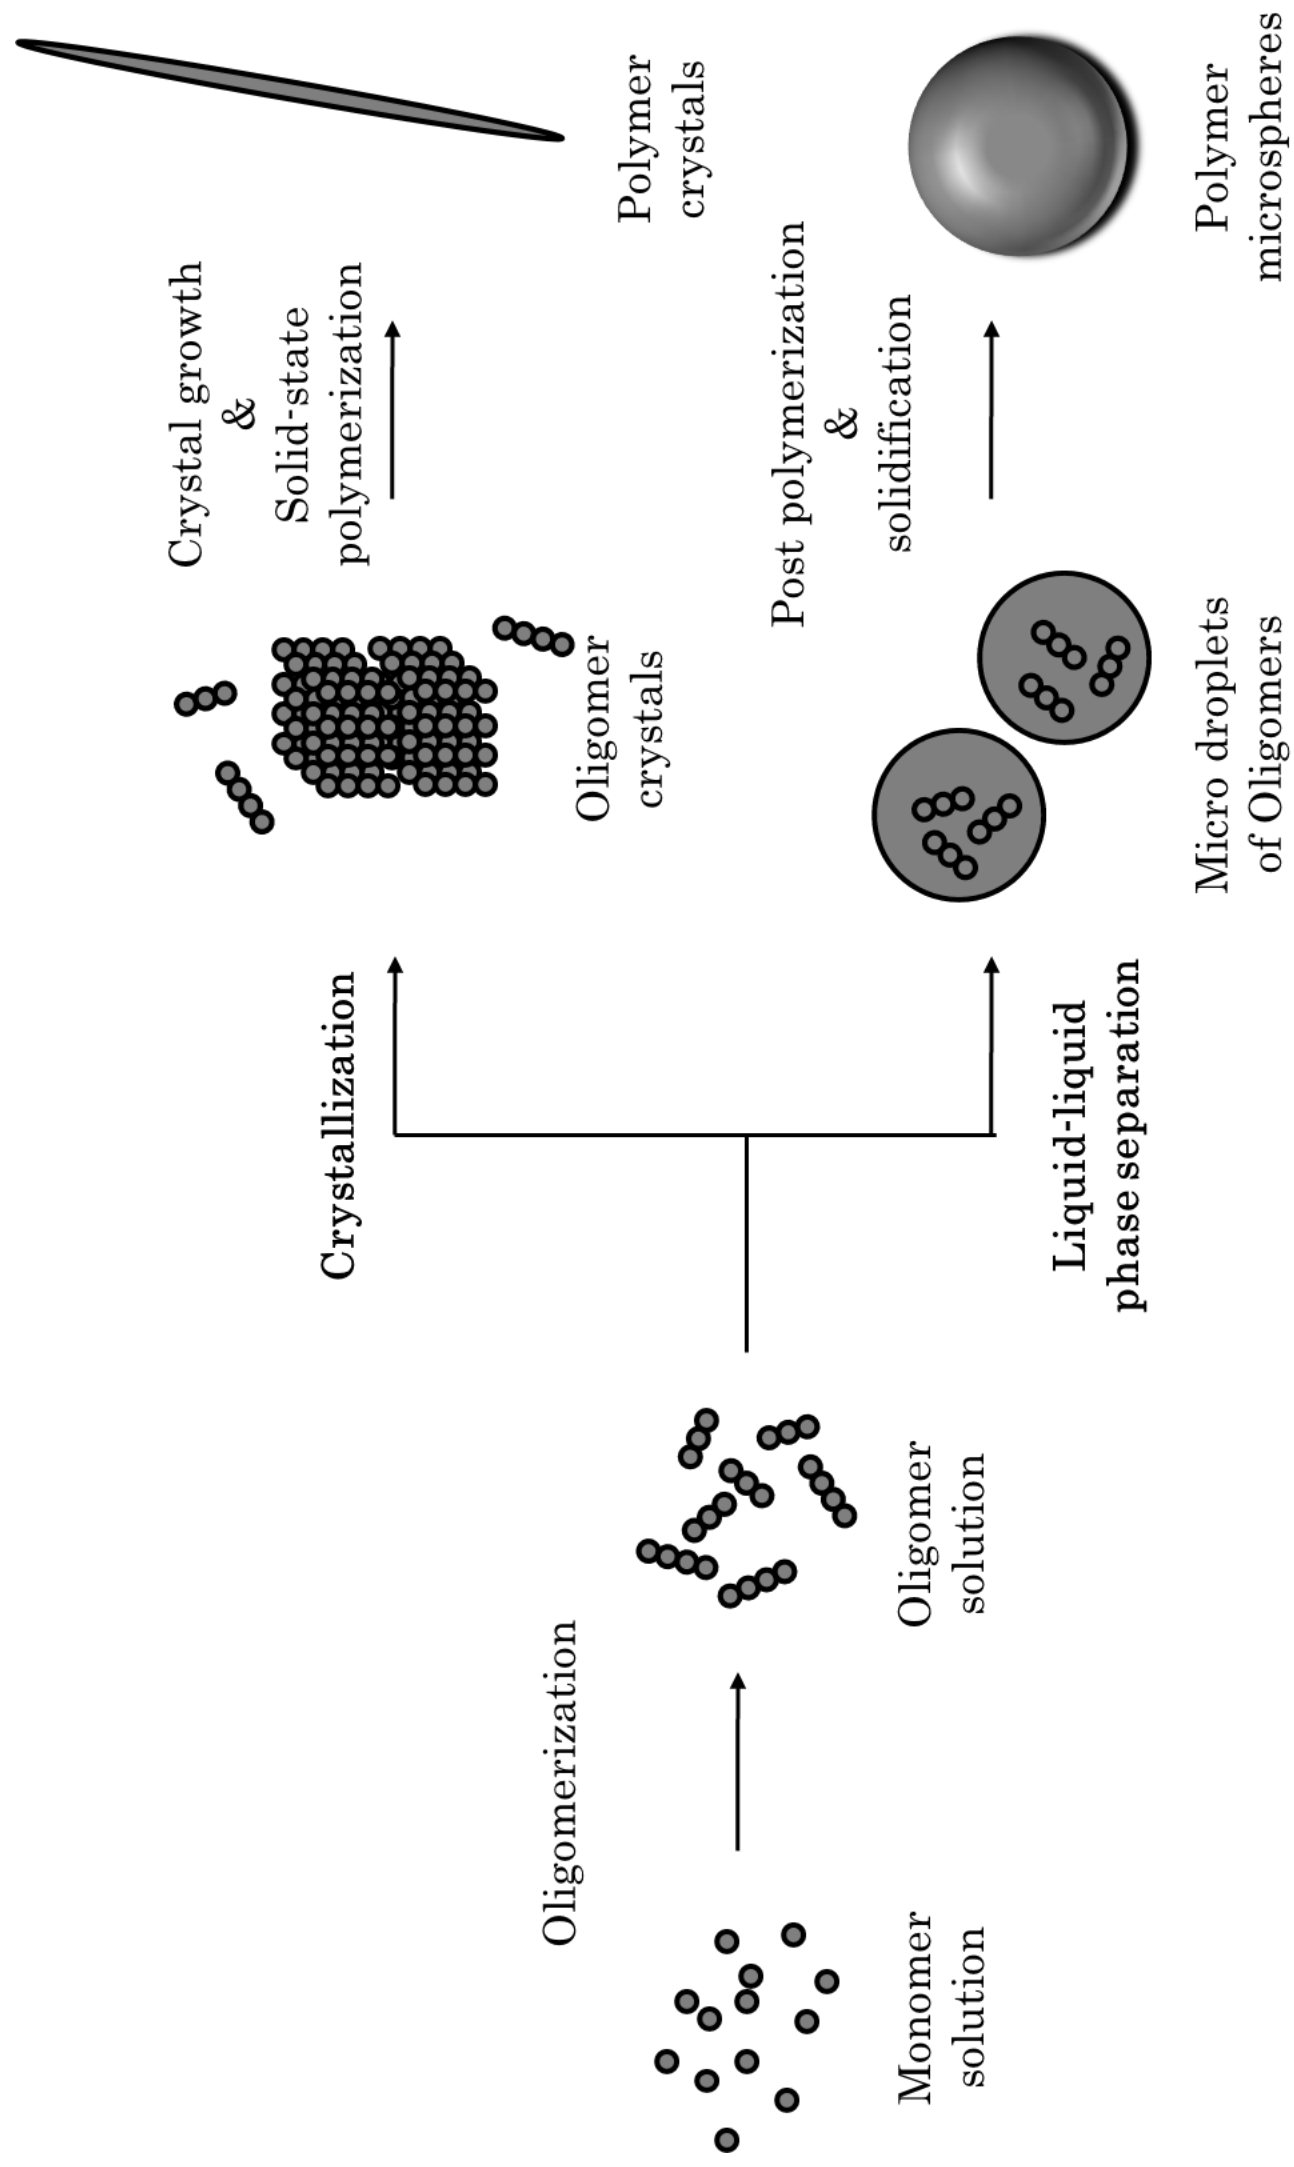 Monomer
solution
Oligomerization
Oligomer
solution
Crystallization
Oligomer
crystals
Crystal growth
&
Solid-state
polymerization
Polymer
crystals
Liquid-liquid
phase separation
Micro droplets
of Oligomers
Post polymerization
&
solidification
Polymer
microspheres